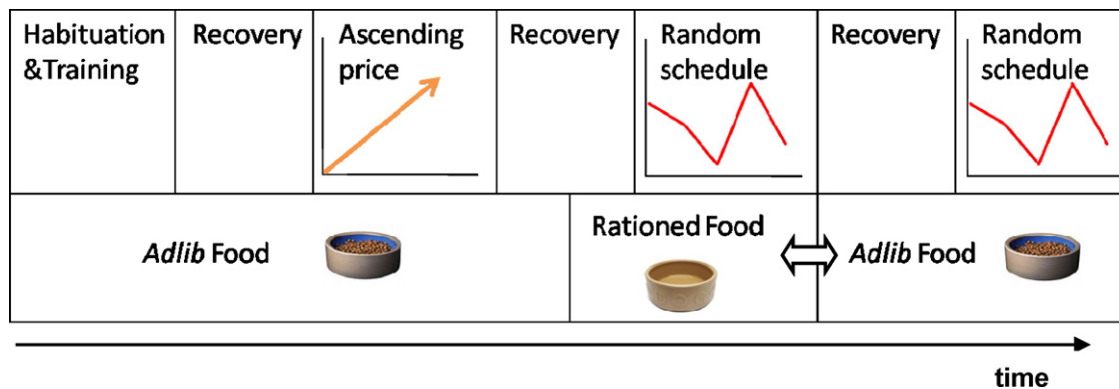 Habituation
&Training
Recovery
Ascending
price
Recovery
Random
schedule
Recovery
Random
schedule
Adlib Food
Rationed Food
Adlib Food
time